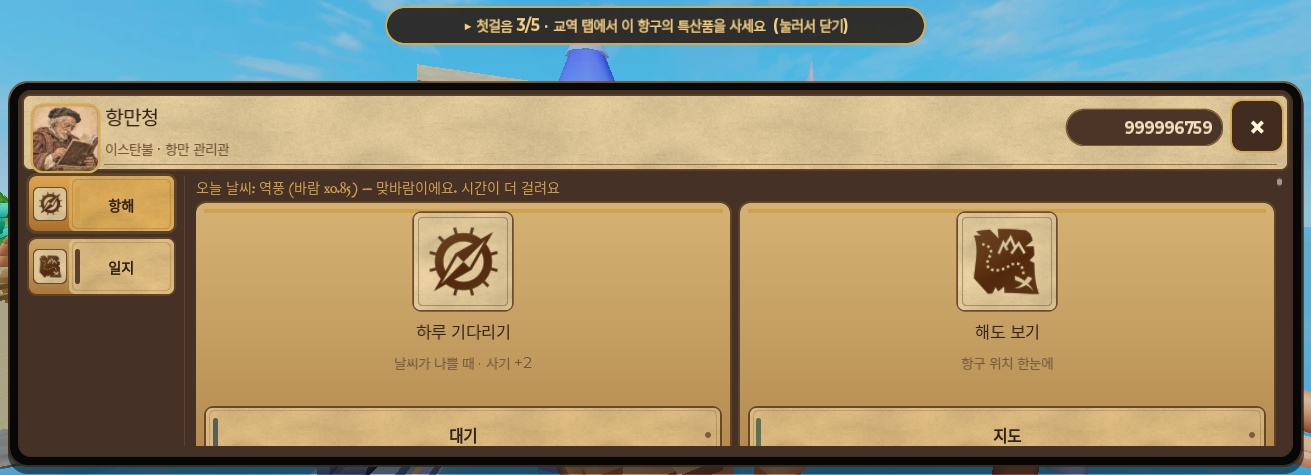 ▸ 첫걸음 3/5 · 교역 탭에서 이 항구의 특산품을 사세요 (눌러서 닫기)
항만청
이스탄불 · 항만 관리관
999996759
×
항해
일지
오늘 날씨: 역풍 (바람 x0.85) — 맞바람이에요. 시간이 더 걸려요
하루 기다리기
날씨가 나쁠 때 · 사기 +2
대기
해도 보기
항구 위치 한눈에
지도